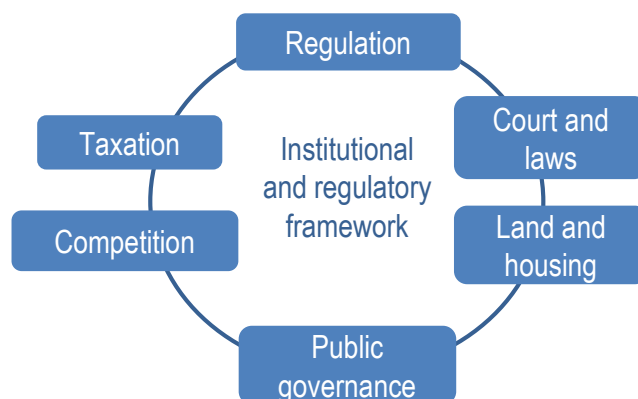 Regulation
Court and
laws
Land and
housing
Public
governance
Competition
Taxation
Institutional
and regulatory
framework